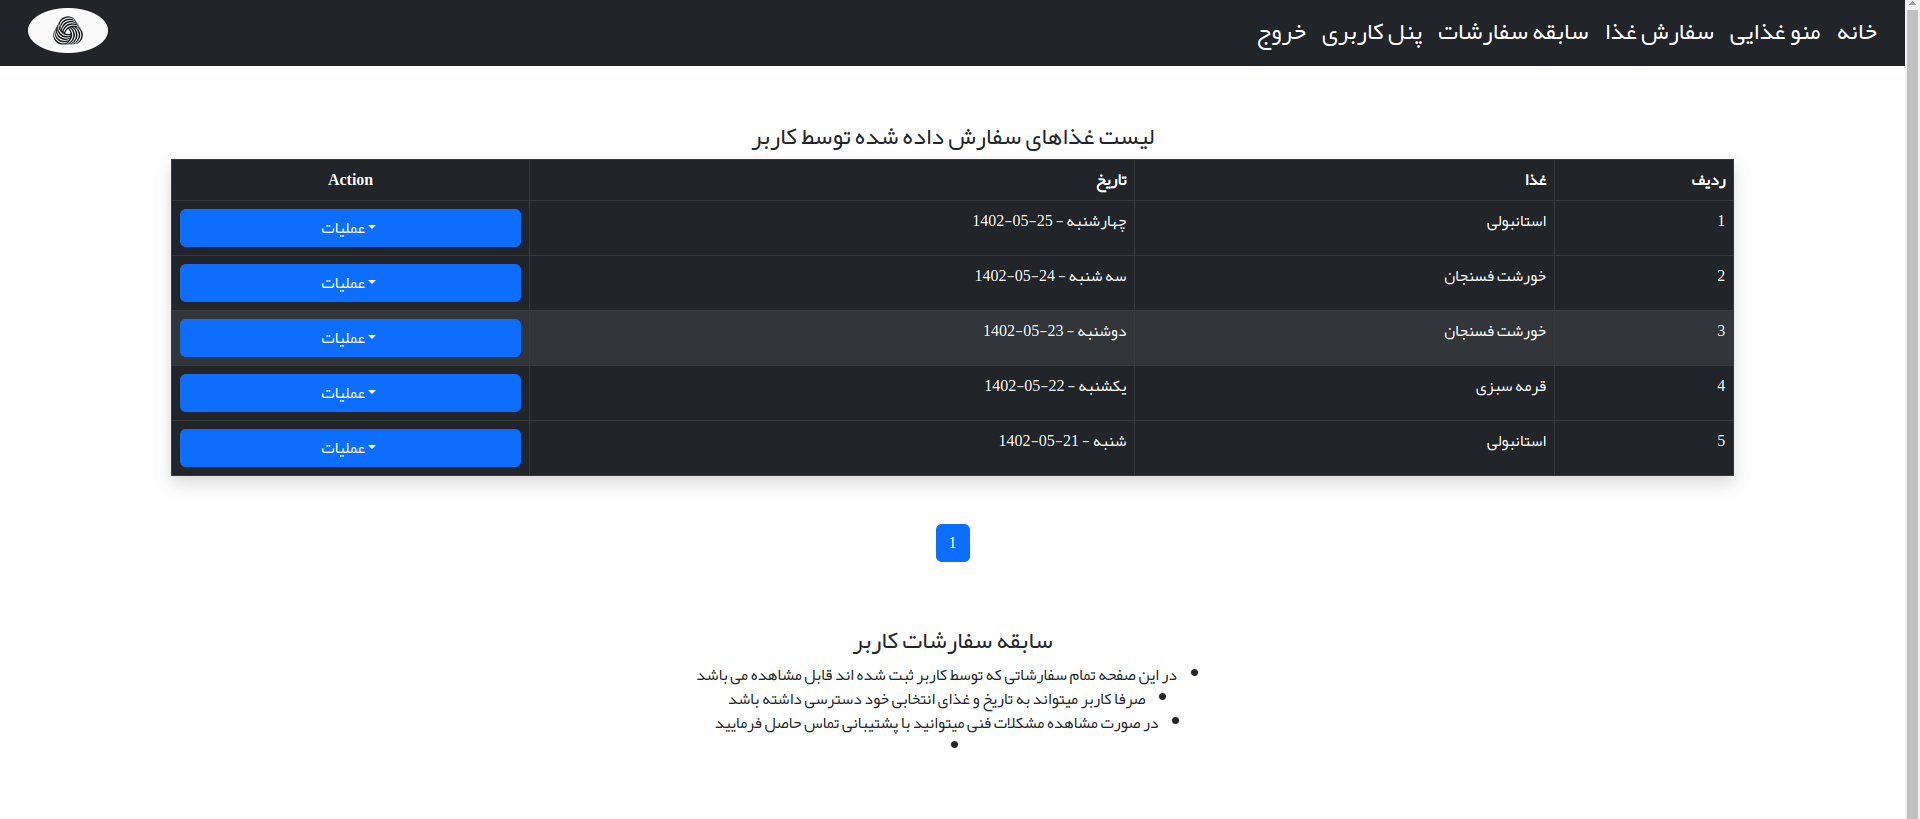 خانه منو غذایی سفارش غذا سابقه سفارشات پنل کاربری خروج
لیست غذاهای سفارش داده شده توسط کاربر
ردیف غذا تاریخ Action
1 استانبولی چهارشنبه - 25-05-1402 عملیات
2 خورشت فسنجان سه شنبه - 24-05-1402 عملیات
3 خورشت فسنجان دوشنبه - 23-05-1402 عملیات
4 قرمه سبزی یکشنبه - 22-05-1402 عملیات
5 استانبولی شنبه - 21-05-1402 عملیات
1
سابقه سفارشات کاربر
در این صفحه تمام سفارشاتی که توسط کاربر ثبت شده اند قابل مشاهده می باشد
صرفا کاربر میتواند به تاریخ و غذای انتخابی خود دسترسی داشته باشد
در صورت مشاهده مشکلات فنی میتوانید با پشتیبانی تماس حاصل فرمایید